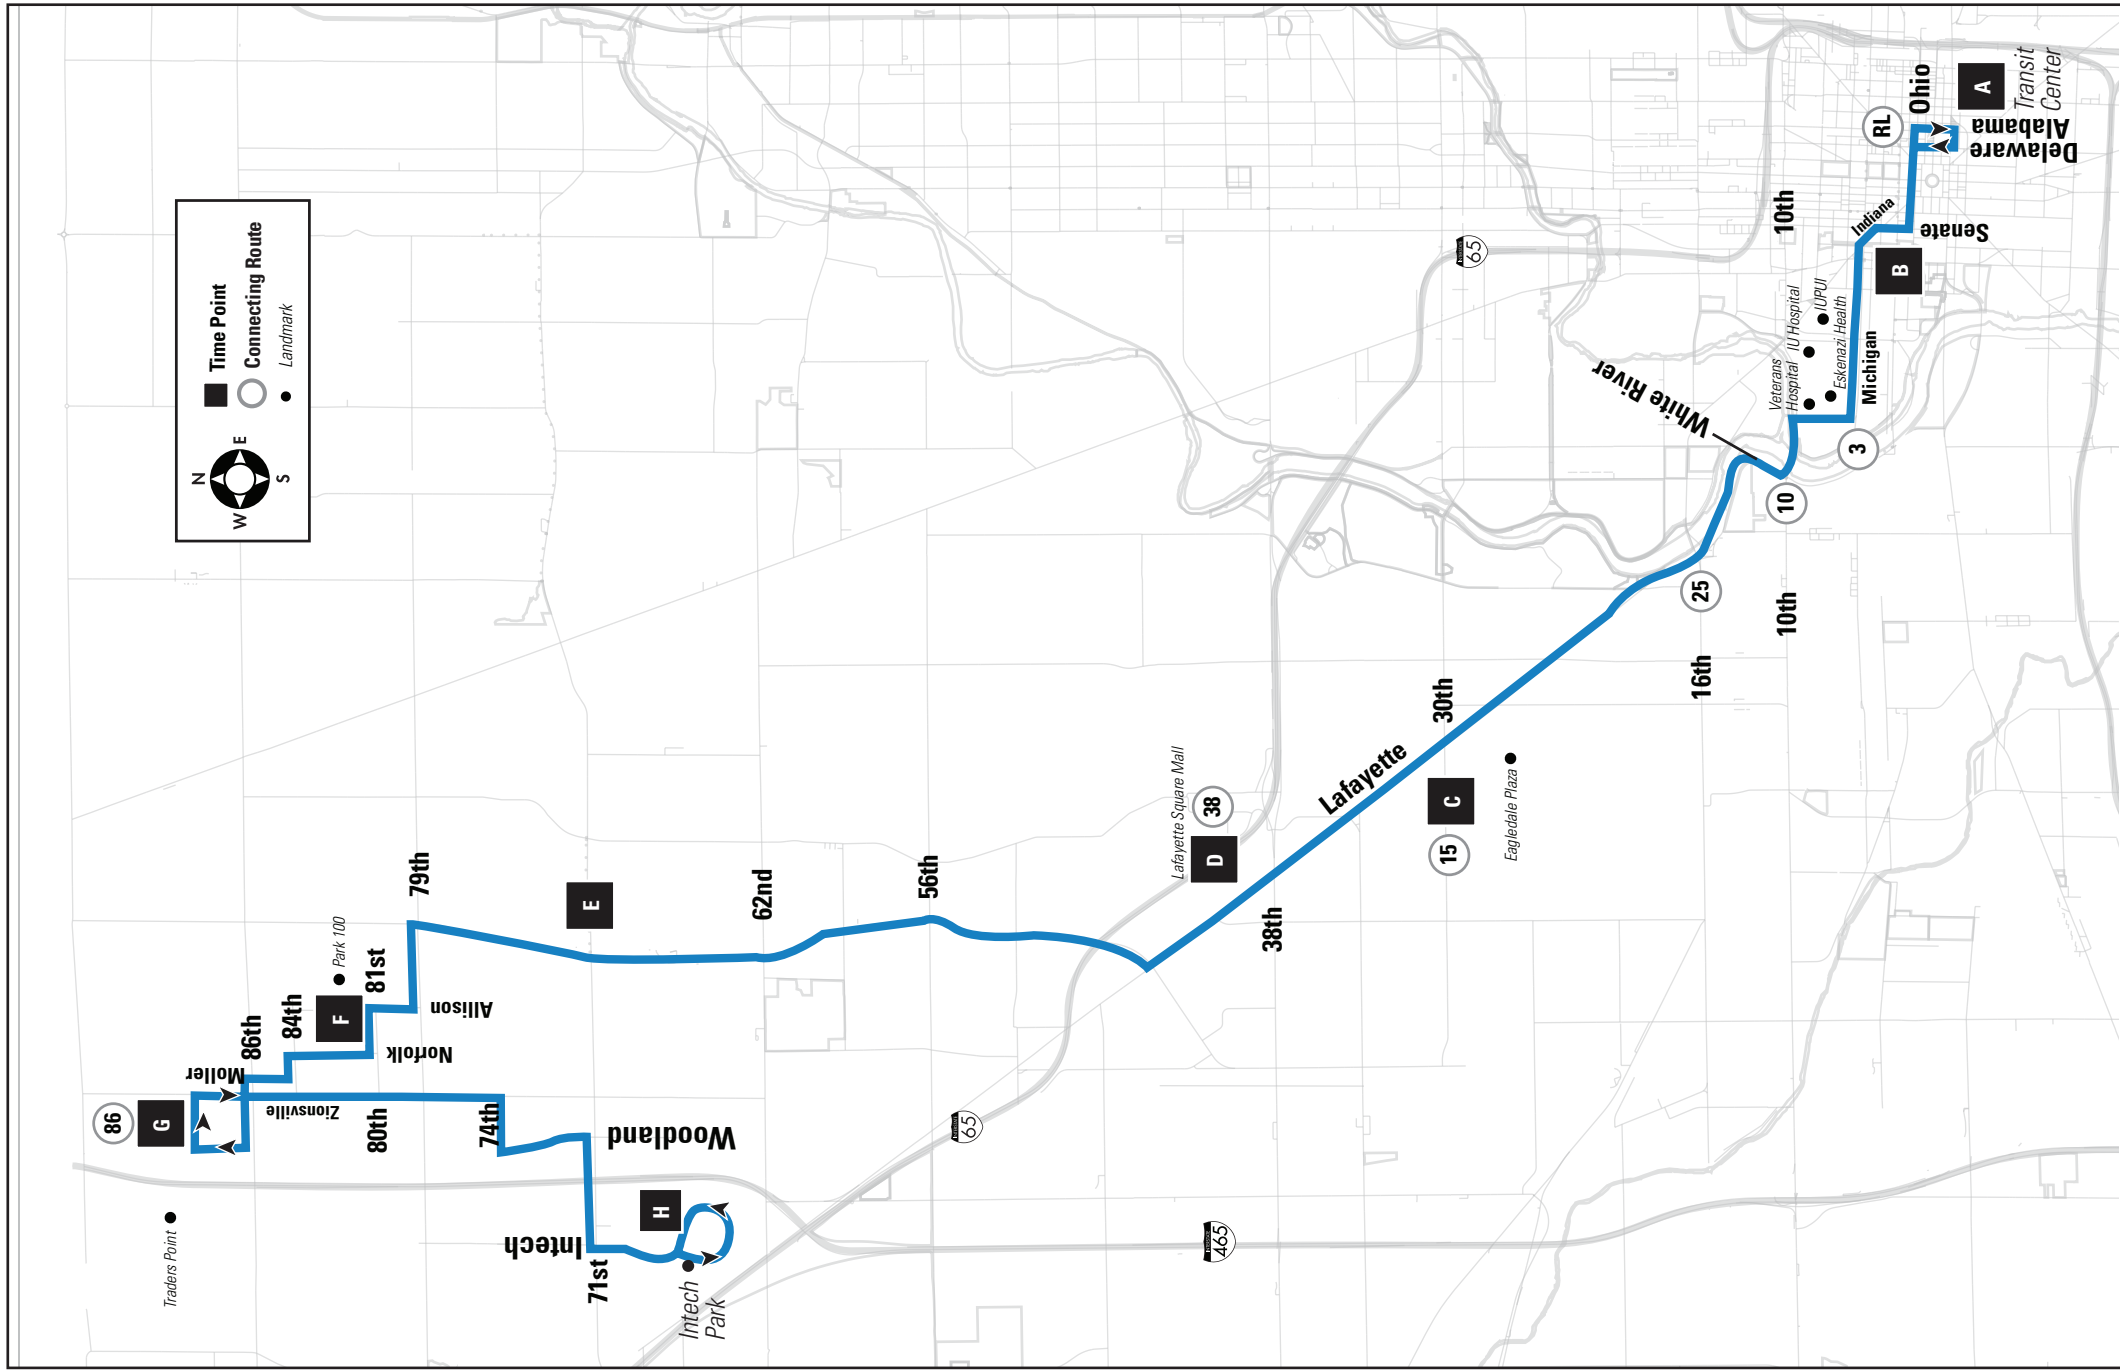 N
W
E
S
Time Point
Connecting Route
Landmark
86
G
Moller
86th
84th
F
Park 100
81st
79th
Allison
Norfolk
Zionsville
80th
74th
Woodland
Traders Point
Intech
71st
H
Intech
Park
E
62nd
56th
INTERSTATE
65
INTERSTATE
465
Lafayette Square Mall
D
38
38th
Lafayette
30th
C
15
Eagledale Plaza
INTERSTATE
65
25
16th
10th
White River
10
3
Veterans
Hospital
IU Hospital
IUPUI
Eskenazi Health
Michigan
10th
Indiana
B
Senate
RL
Ohio
A
Transit
Center
Alabama
Delaware